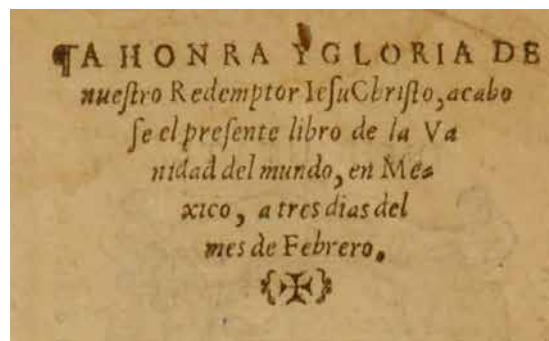 ¶A HONRA Y GLORIA DE
nueſtro Redemptor IeſuChriſto, acabo
ſe el preſente libro de la Va
nidad del mundo, en Me-
xico, a tres dias del
mes de Febrero.